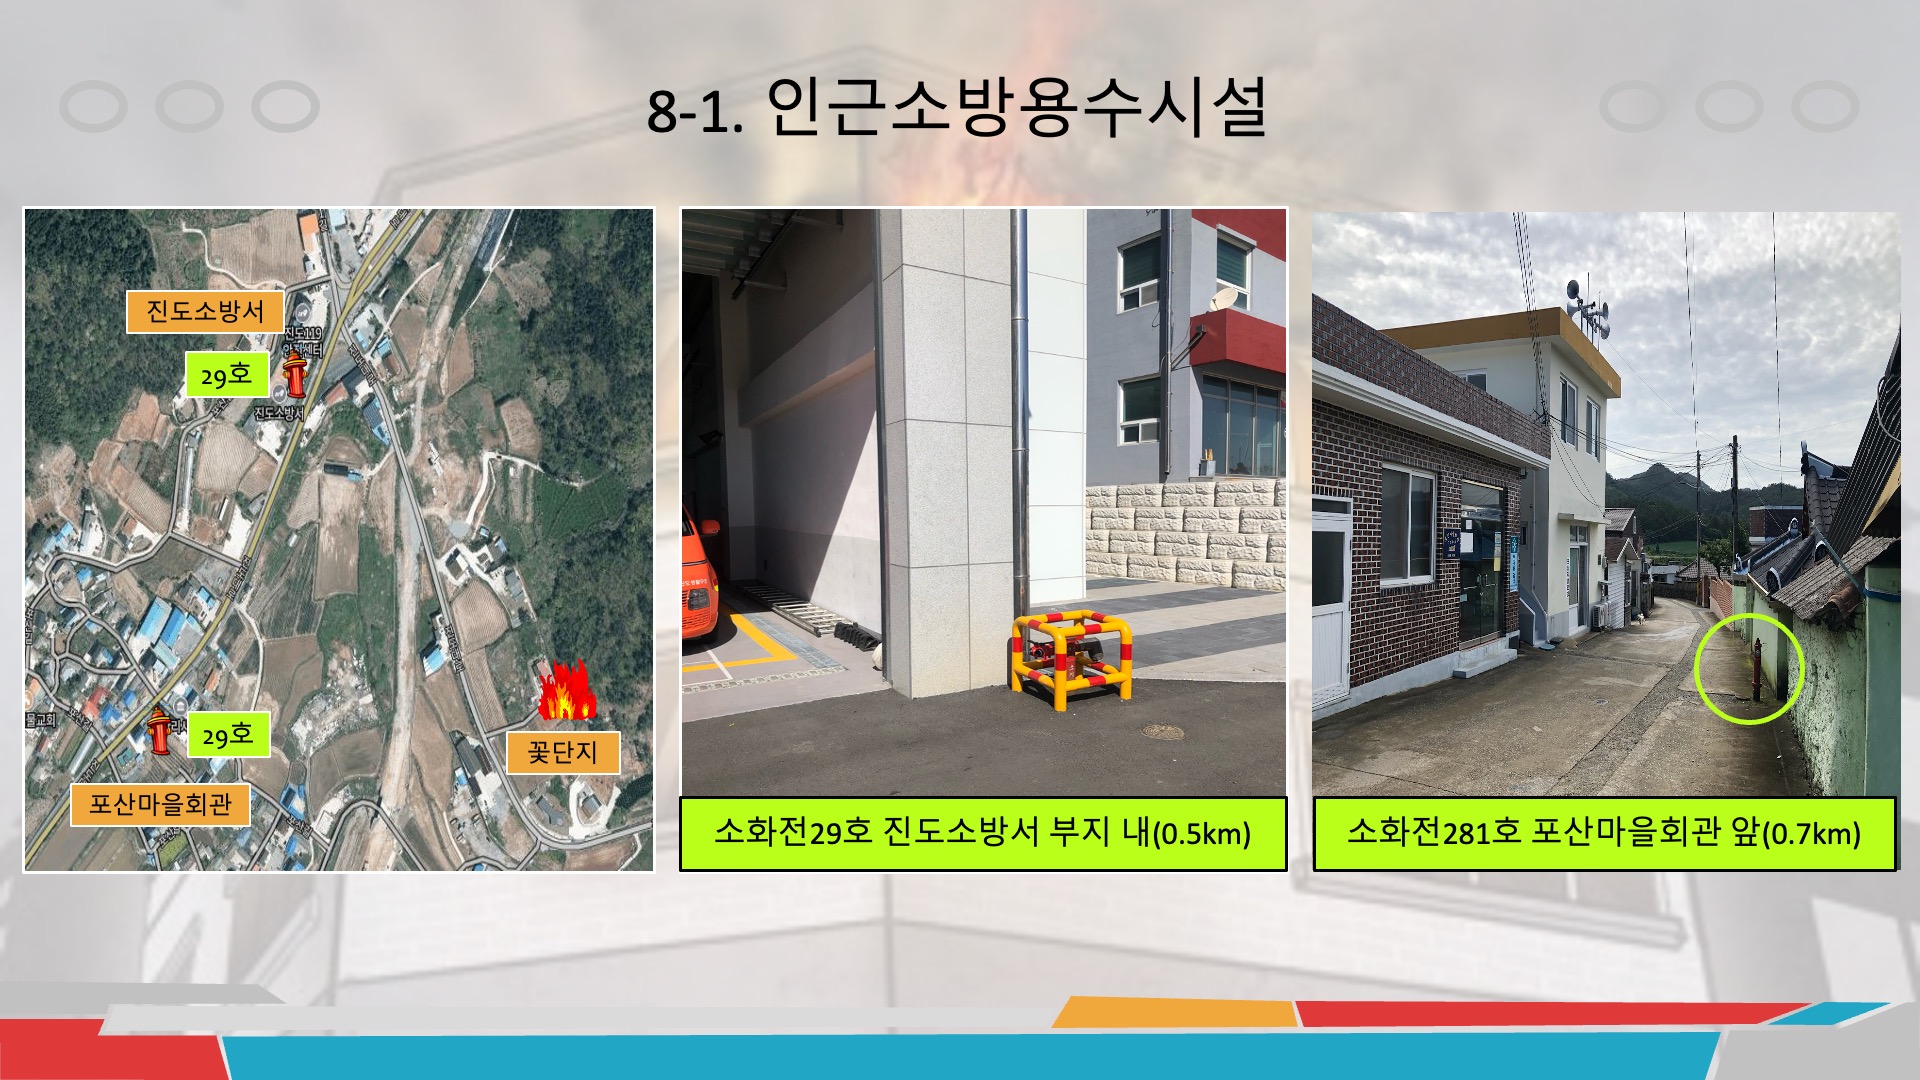 8-1. 인근소방용수시설
진도소방서
진도119
안전센터
29호
진도소방서
29호
꽃단지
포산마을회관
소화전29호 진도소방서 부지 내(0.5km)
소화전281호 포산마을회관 앞(0.7km)